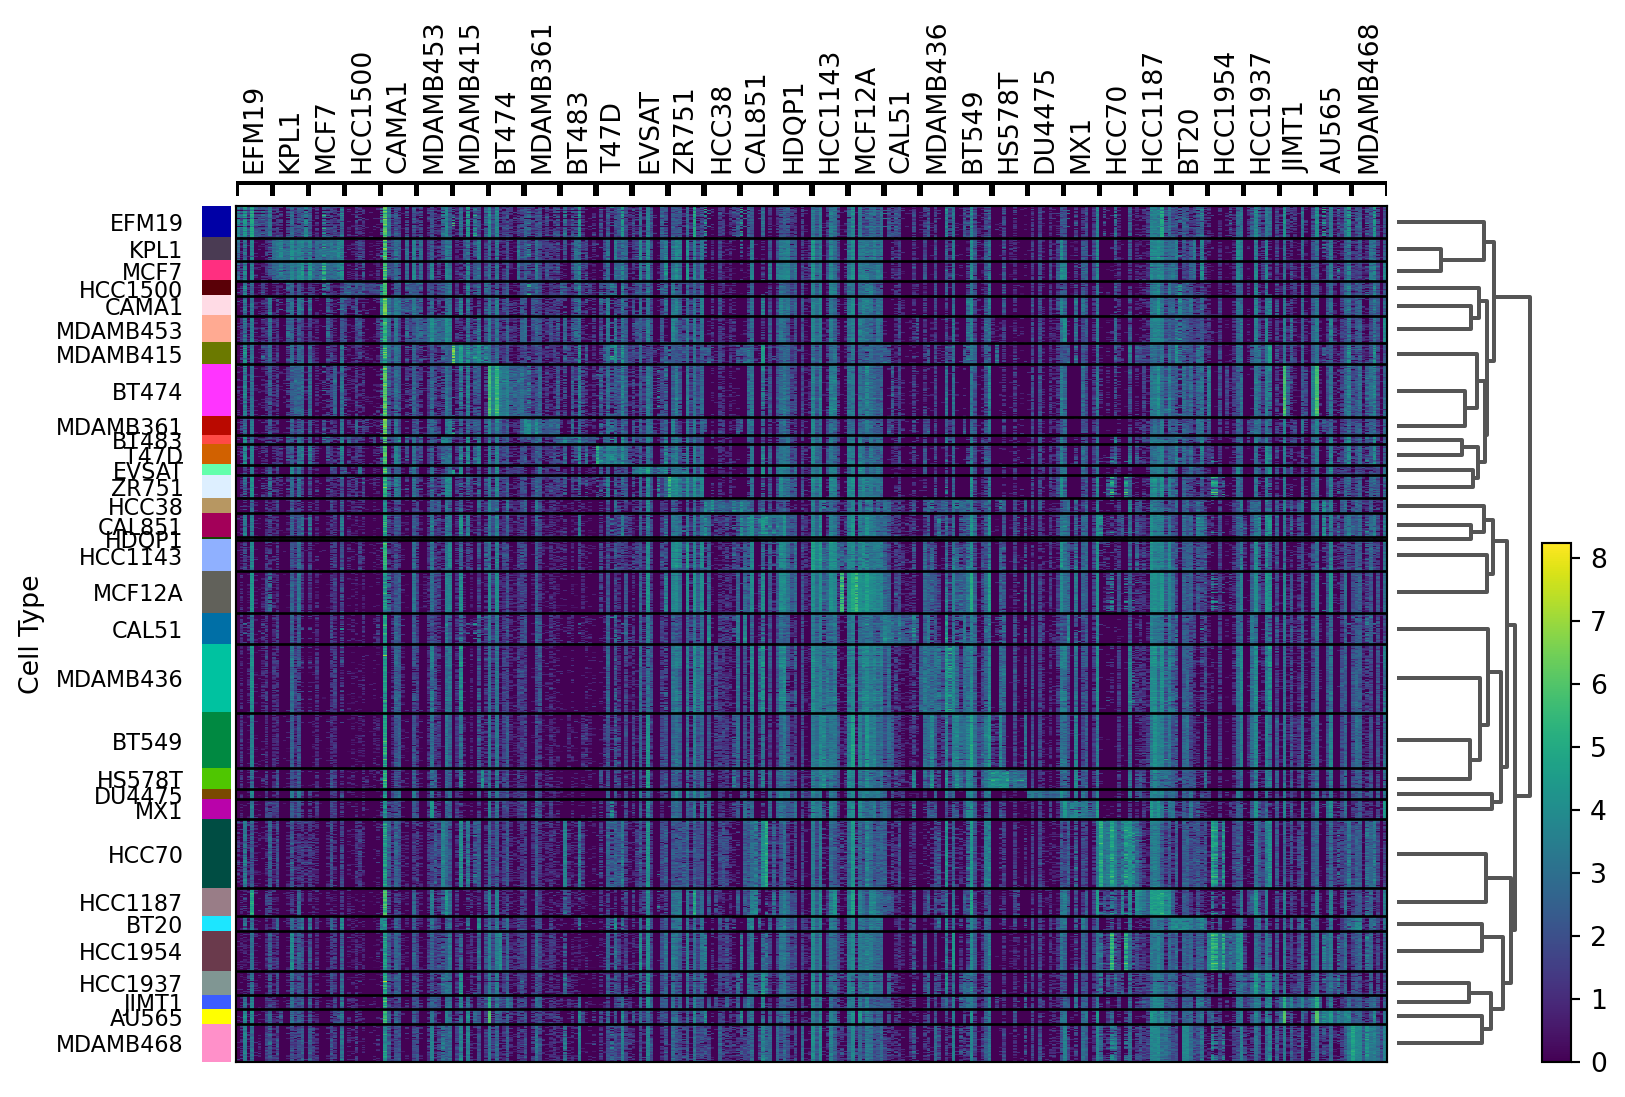 EFM19
KPL1
MCF7
HCC1500
CAMA1
MDAMB453
MDAMB415
BT474
MDAMB361
BT483
T47D
EVSAT
ZR751
HCC38
CAL851
HDQP1
HCC1143
MCF12A
CAL51
MDAMB436
BT549
HS578T
DU4475
MX1
HCC70
HCC1187
BT20
HCC1954
HCC1937
JIMT1
AU565
MDAMB468
Cell Type
EFM19
KPL1
MCF7
HCC1500
CAMA1
MDAMB453
MDAMB415
BT474
MDAMB361
BT483
T47D
EVSAT
ZR751
HCC38
CAL851
HDQP1
HCC1143
MCF12A
CAL51
MDAMB436
BT549
HS578T
DU4475
MX1
HCC70
HCC1187
BT20
HCC1954
HCC1937
JIMT1
AU565
MDAMB468
8
7
6
5
4
3
2
1
0